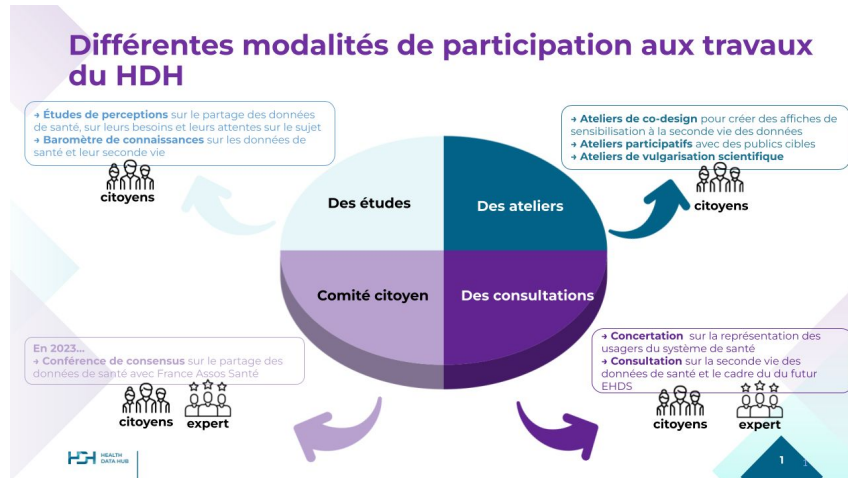 Différentes modalités de participation aux travaux
du HDH
→ Études de perceptions sur le partage des données
de santé, sur leurs besoins et leurs attentes sur le sujet
→ Baromètre de connaissances sur les données de
santé et leur seconde vie
citoyens
→ Ateliers de co-design pour créer des affiches de
sensibilisation à la seconde vie des données
→ Ateliers participatifs avec des publics cibles
→ Ateliers de vulgarisation scientifique
citoyens
Des études
Des ateliers
Comité citoyen
Des consultations
En 2023...
→ Conférence de consensus sur le partage des
données de santé avec France Assos Santé
citoyens
expert
→ Concertation sur la représentation des
usagers du système de santé
→ Consultation sur la seconde vie des
données de santé et le cadre du du futur
EHDS
citoyens
expert
HDH
HEALTH
DATA HUB
1
1